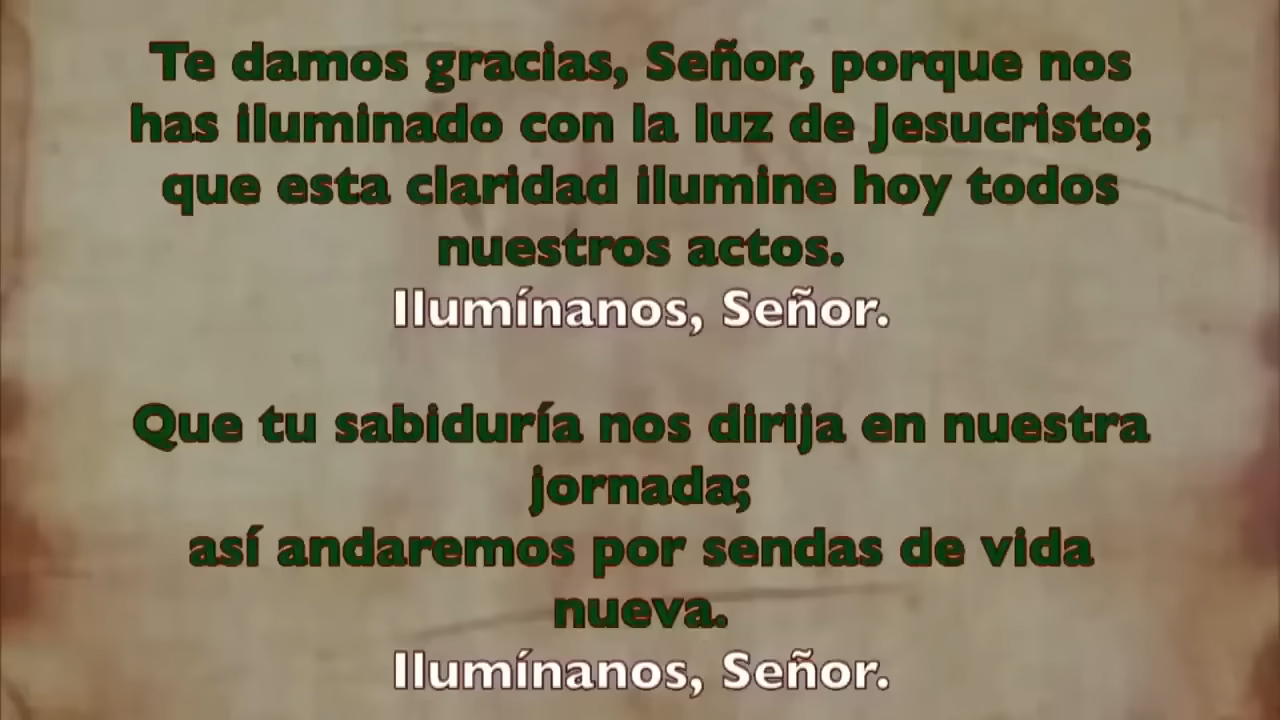 Te damos gracias, Señor, porque nos
has iluminado con la luz de Jesucristo;
que esta claridad ilumine hoy todos
nuestros actos.
Ilumínanos, Señor.
Que tu sabiduría nos dirija en nuestra
jornada;
así andaremos por sendas de vida
nueva.
Ilumínanos, Señor.